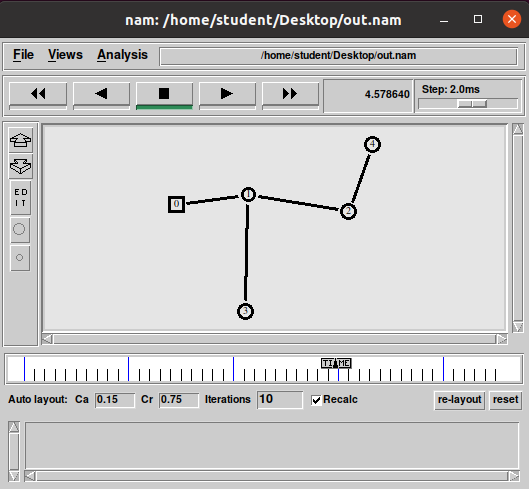 nam: /home/student/Desktop/out.nam
File Views Analysis /home/student/Desktop/out.nam
4.578640 Step: 2.0ms
ED
IT
4
1
0
2
3
TIME
Auto layout: Ca 0.15 Cr 0.75 Iterations 10 Recalc re-layout reset